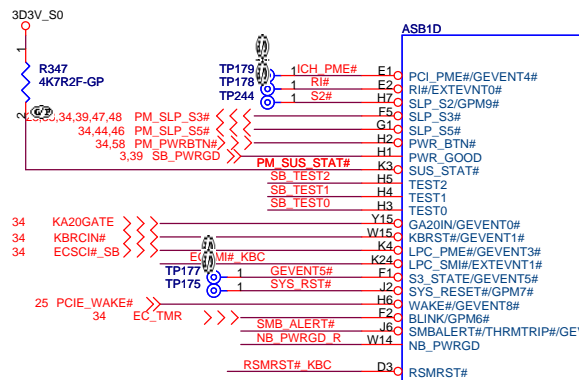 3D3V_S0
ASB1D
1
R347
4K7R2F-GP
2
TP179 1 ICH_PME# E1 PCI_PME#/GEVENT4#
TP178 1 RI# E2 RI#/EXTEVNT0#
TP244 1 S2# H7 SLP_S2/GPM9#
34,39,47,48 PM_SLP_S3# F5 SLP_S3#
34,44,46 PM_SLP_S5# G1 SLP_S5#
34,58 PM_PWRBTN# H2 PWR_BTN#
3,39 SB_PWRGD H1 PWR_GOOD
PM_SUS_STAT# K3 SUS_STAT#
SB_TEST2 H5 TEST2
SB_TEST1 H4 TEST1
SB_TEST0 H3 TEST0
34 KA20GATE Y15 GA20IN/GEVENT0#
34 KBRCIN# W15 KBRST#/GEVENT1#
34 ECSCI#_SB K4 LPC_PME#/GEVENT3#
K24 LPC_SMI#/EXTEVNT1#
TP177 1 GEVENT5# F1 S3_STATE/GEVENT5#
TP175 1 SYS_RST# J2 SYS_RESET#/GPM7#
25 PCIE_WAKE# H6 WAKE#/GEVENT8#
34 EC_TMR F2 BLINK/GPM6#
SMB_ALERT# J6 SMBALERT#/THRMTRIP#/GEV
NB_PWRGD_R W14 NB_PWRGD
RSMRST#_KBC D3 RSMRST#